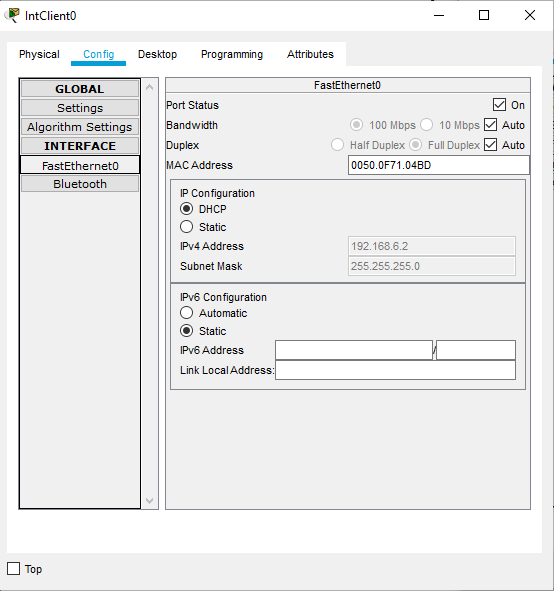 IntClient0
Physical Config Desktop Programming Attributes
GLOBAL
Settings
Algorithm Settings
INTERFACE
FastEthernet0
Bluetooth
FastEthernet0
Port Status On
Bandwidth 100 Mbps 10 Mbps Auto
Duplex Half Duplex Full Duplex Auto
MAC Address 0050.0F71.04BD
IP Configuration
DHCP
Static
IPv4 Address 192.168.6.2
Subnet Mask 255.255.255.0
IPv6 Configuration
Automatic
Static
IPv6 Address /
Link Local Address:
Top